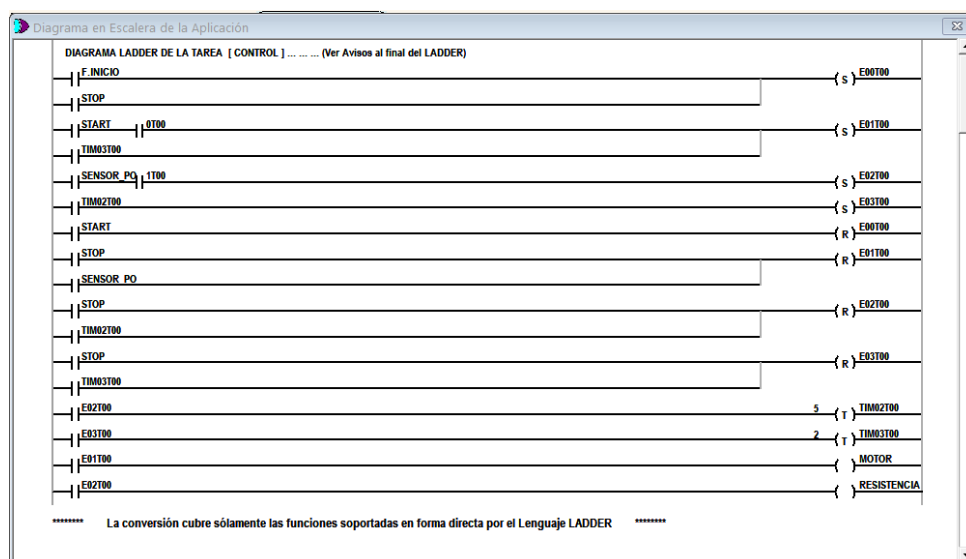 Diagrama en Escalera de la Aplicación
DIAGRAMA LADDER DE LA TAREA [ CONTROL ] ... ... ... (Ver Avisos al final del LADDER)
F.INICIO S E00T00
STOP
START 0T00 S E01T00
TIM03T00
SENSOR_PO 1T00 S E02T00
TIM02T00 S E03T00
START R E00T00
STOP R E01T00
SENSOR_PO
STOP R E02T00
TIM02T00
STOP R E03T00
TIM03T00
E02T00 5 T TIM02T00
E03T00 2 T TIM03T00
E01T00 MOTOR
E02T00 RESISTENCIA
******** La conversión cubre sólamente las funciones soportadas en forma directa por el Lenguaje LADDER ********